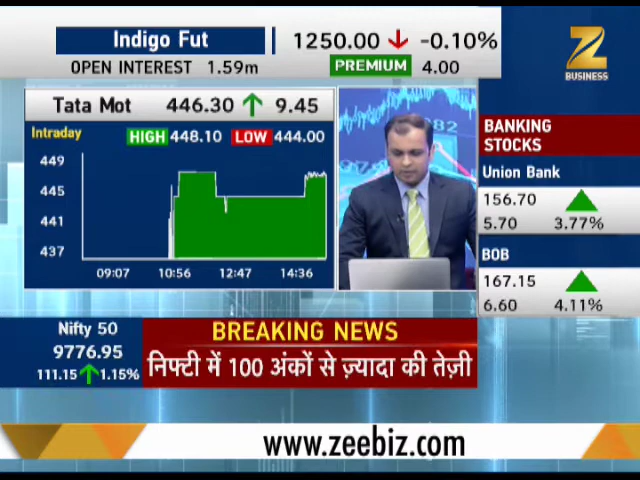 Indigo Fut
1250.00 -0.10%
OPEN INTEREST 1.59m
PREMIUM 4.00
Z
BUSINESS
Tata Mot 446.30 9.45
Intraday
HIGH 448.10 LOW 444.00
449
445
441
437
09:07 10:56 12:47 14:36
BANKING
STOCKS
Union Bank
156.70
5.70 3.77%
BOB
167.15
6.60 4.11%
Nifty 50
9776.95
111.15 1.15%
BREAKING NEWS
निफ्टी में 100 अंकों से ज़्यादा की तेज़ी
www.zeebiz.com